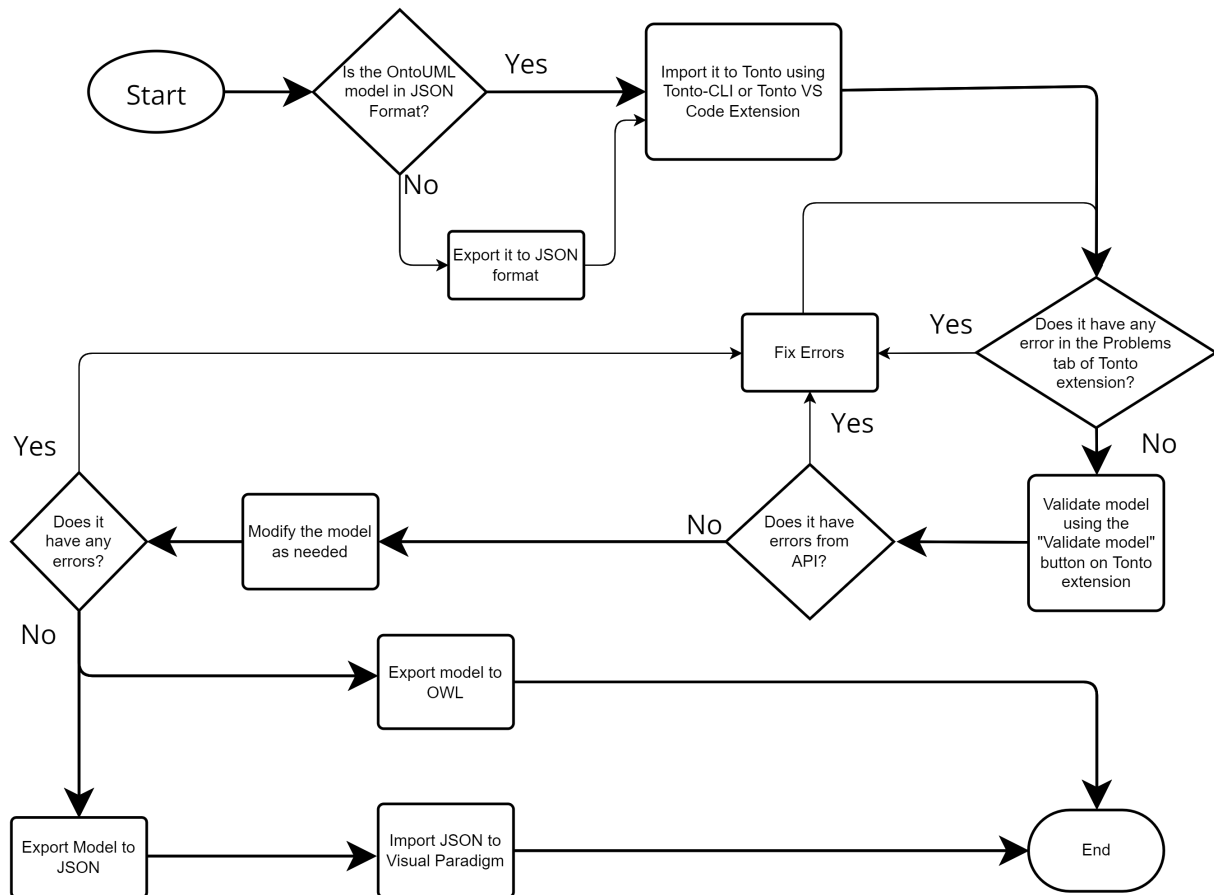 Start
Is the OntoUML
model in JSON
Format?
Yes
Import it to Tonto using
Tonto-CLI or Tonto VS
Code Extension
No
Export it to JSON
format
Does it have any
error in the Problems
tab of Tonto
extension?
Yes
Fix Errors
No
Validate model
using the
"Validate model"
button on Tonto
extension
Does it have
errors from
API?
Yes
No
Modify the model
as needed
Does it
have any
errors?
Yes
No
Export model to
OWL
Export Model to
JSON
Import JSON to
Visual Paradigm
End